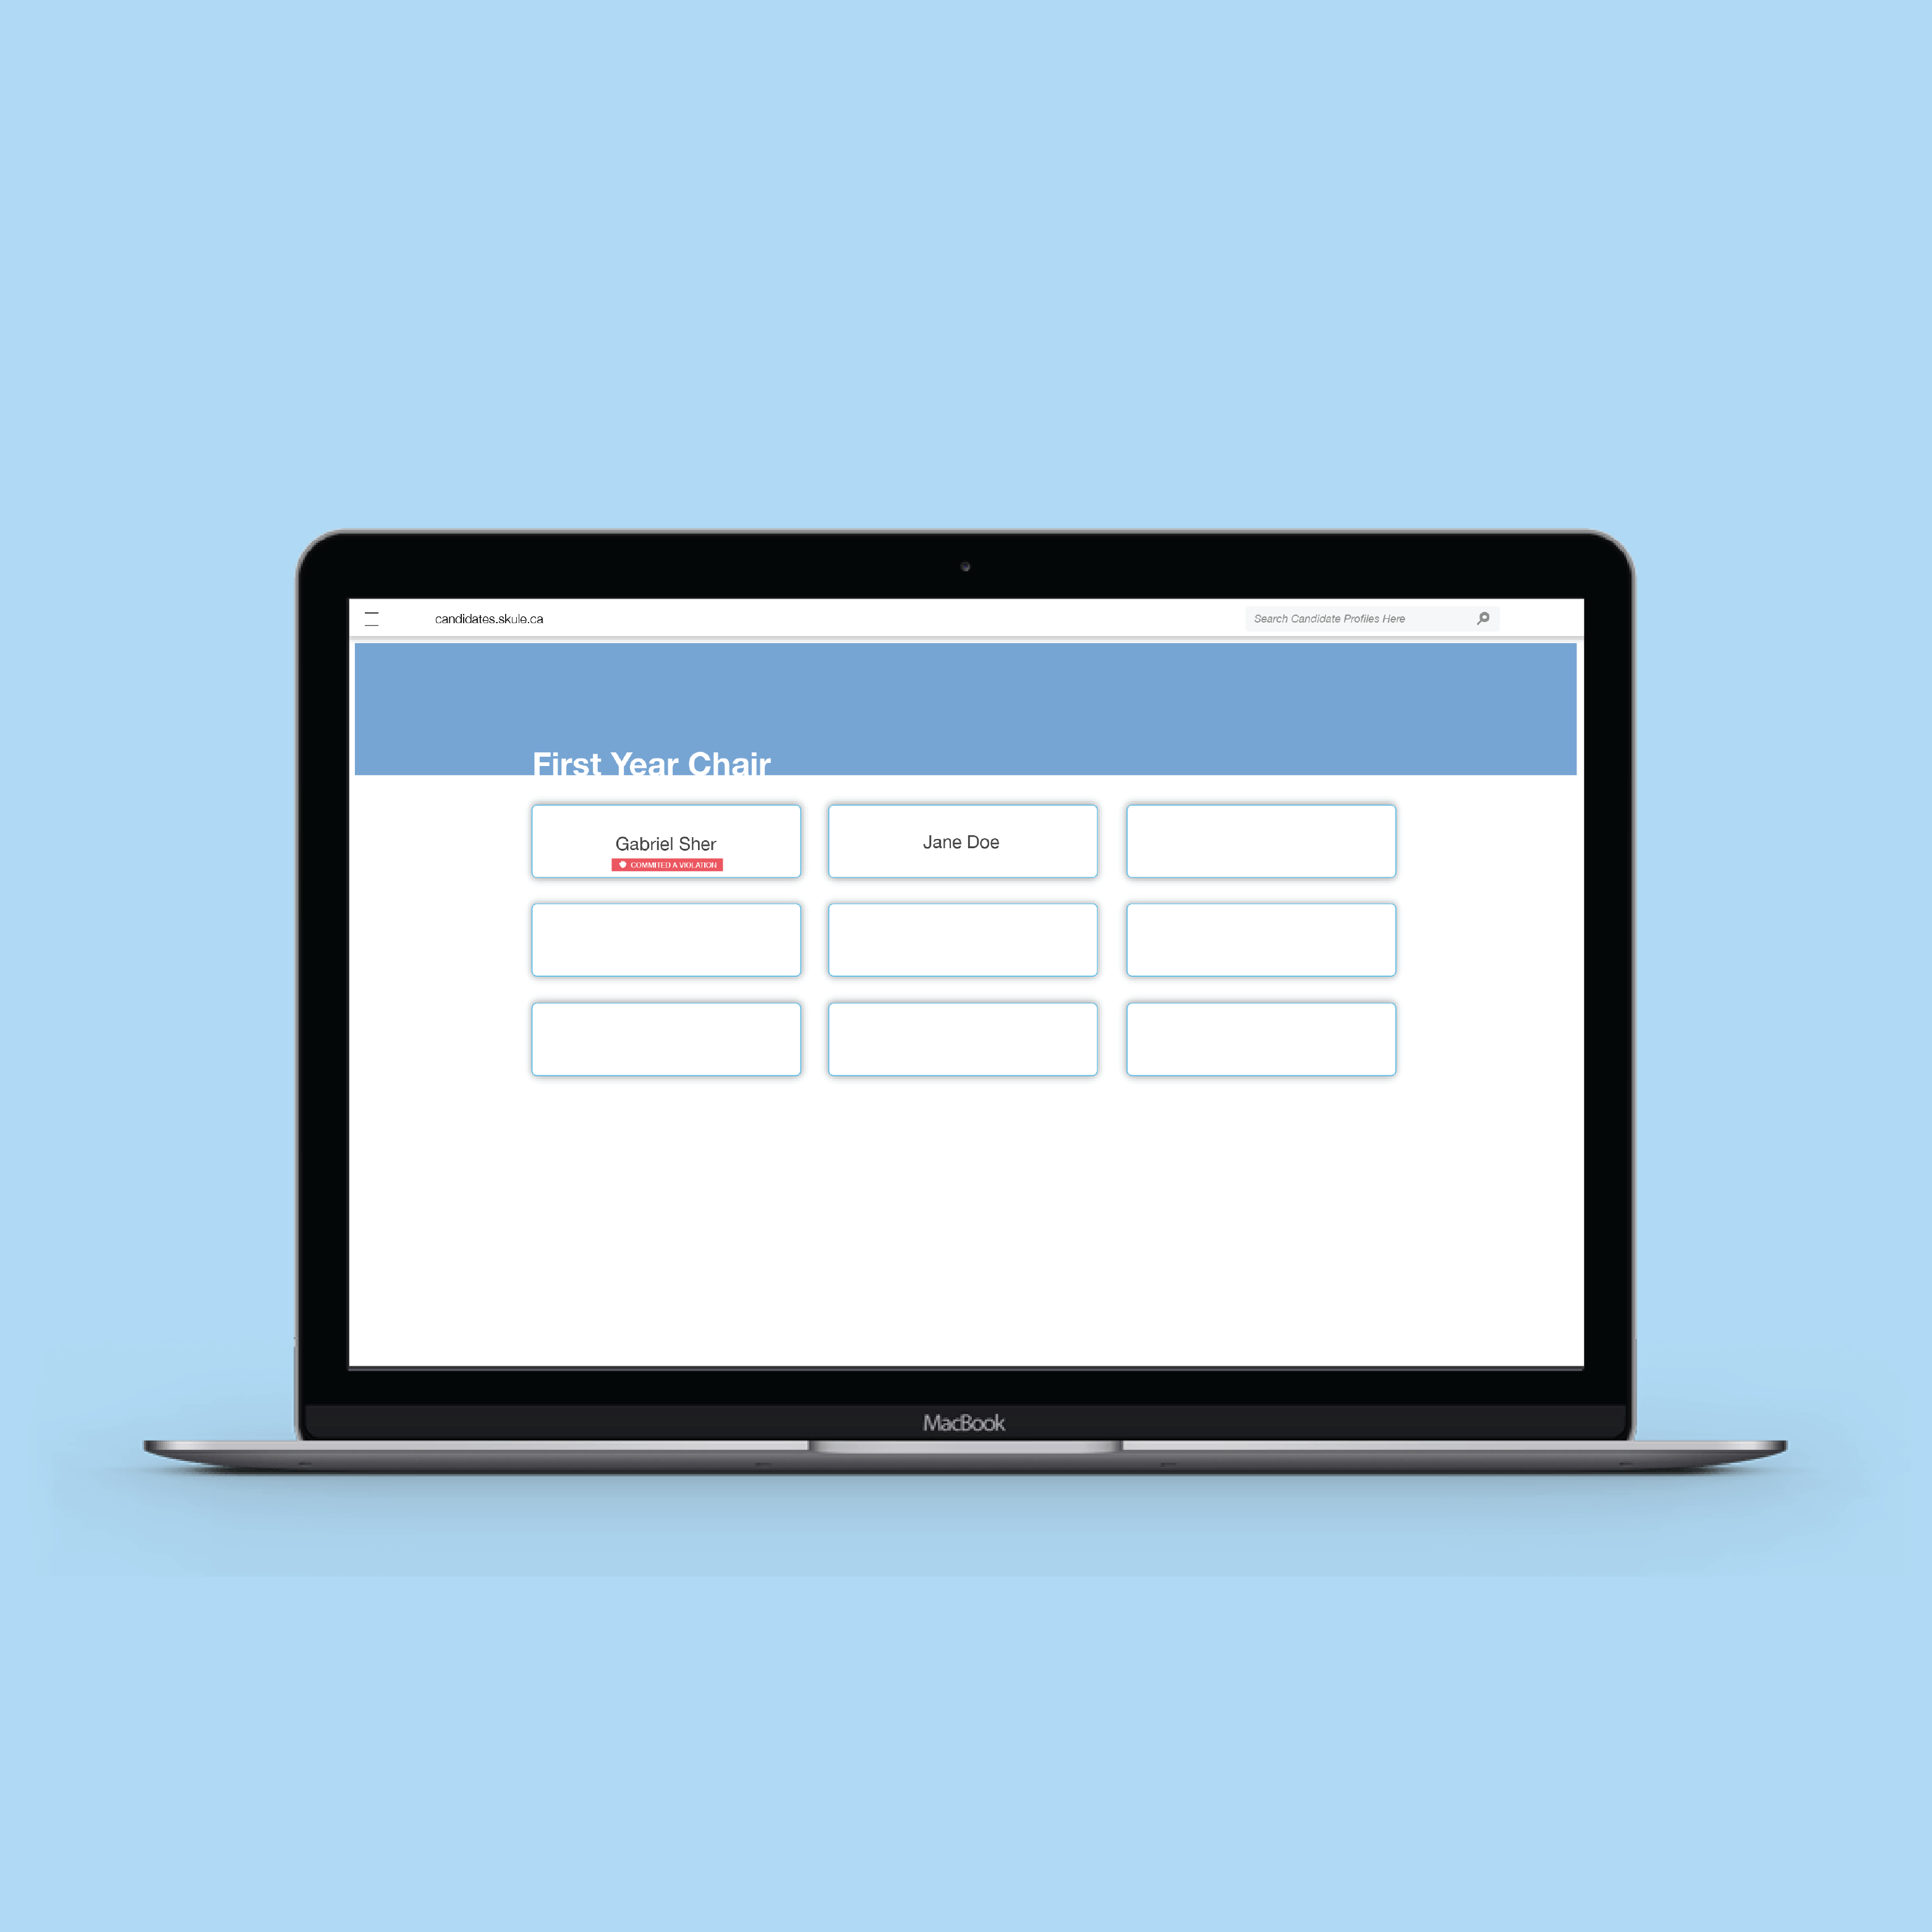 candidates.skule.ca
Search Candidate Profiles Here
First Year Chair
Gabriel Sher
COMMITED A VIOLATION
Jane Doe
MacBook